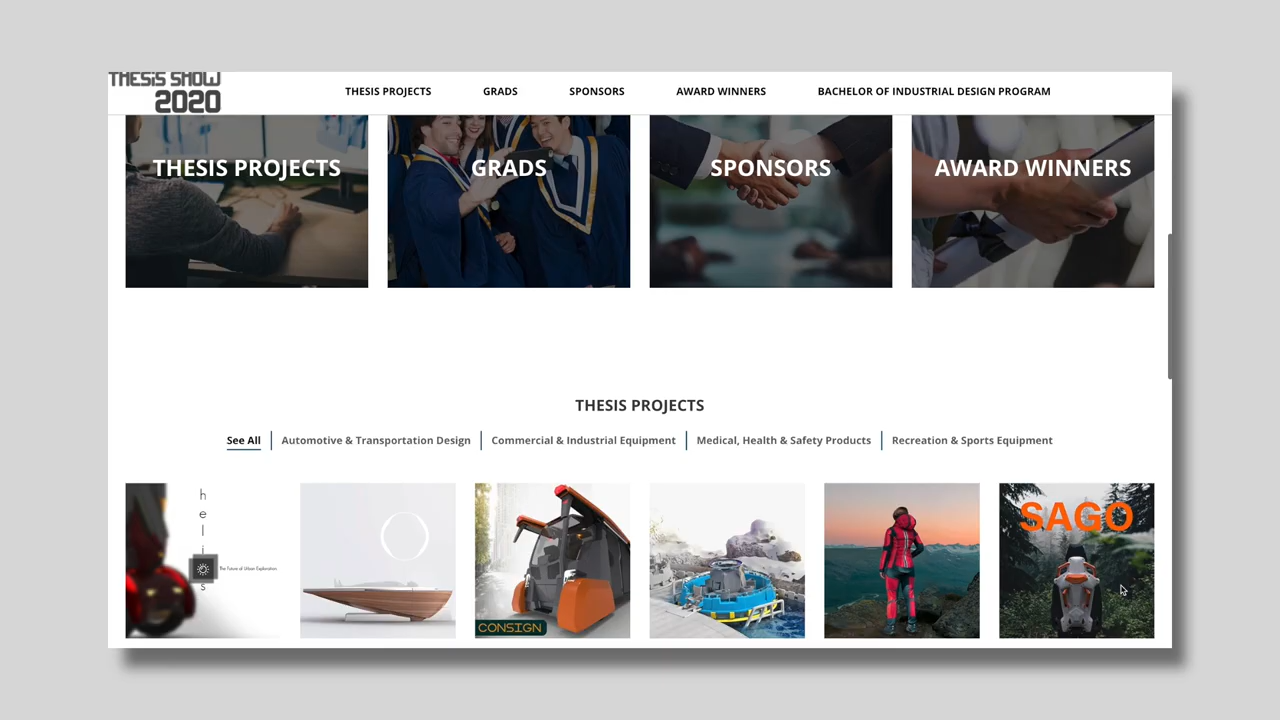 THESIS SHOW
2020
THESIS PROJECTS
GRADS
SPONSORS
AWARD WINNERS
BACHELOR OF INDUSTRIAL DESIGN PROGRAM
THESIS PROJECTS
GRADS
SPONSORS
AWARD WINNERS
THESIS PROJECTS
See All
Automotive & Transportation Design
Commercial & Industrial Equipment
Medical, Health & Safety Products
Recreation & Sports Equipment
h
e
l
i
s
The Future of Urban Exploration
CONSIGN
SAGO